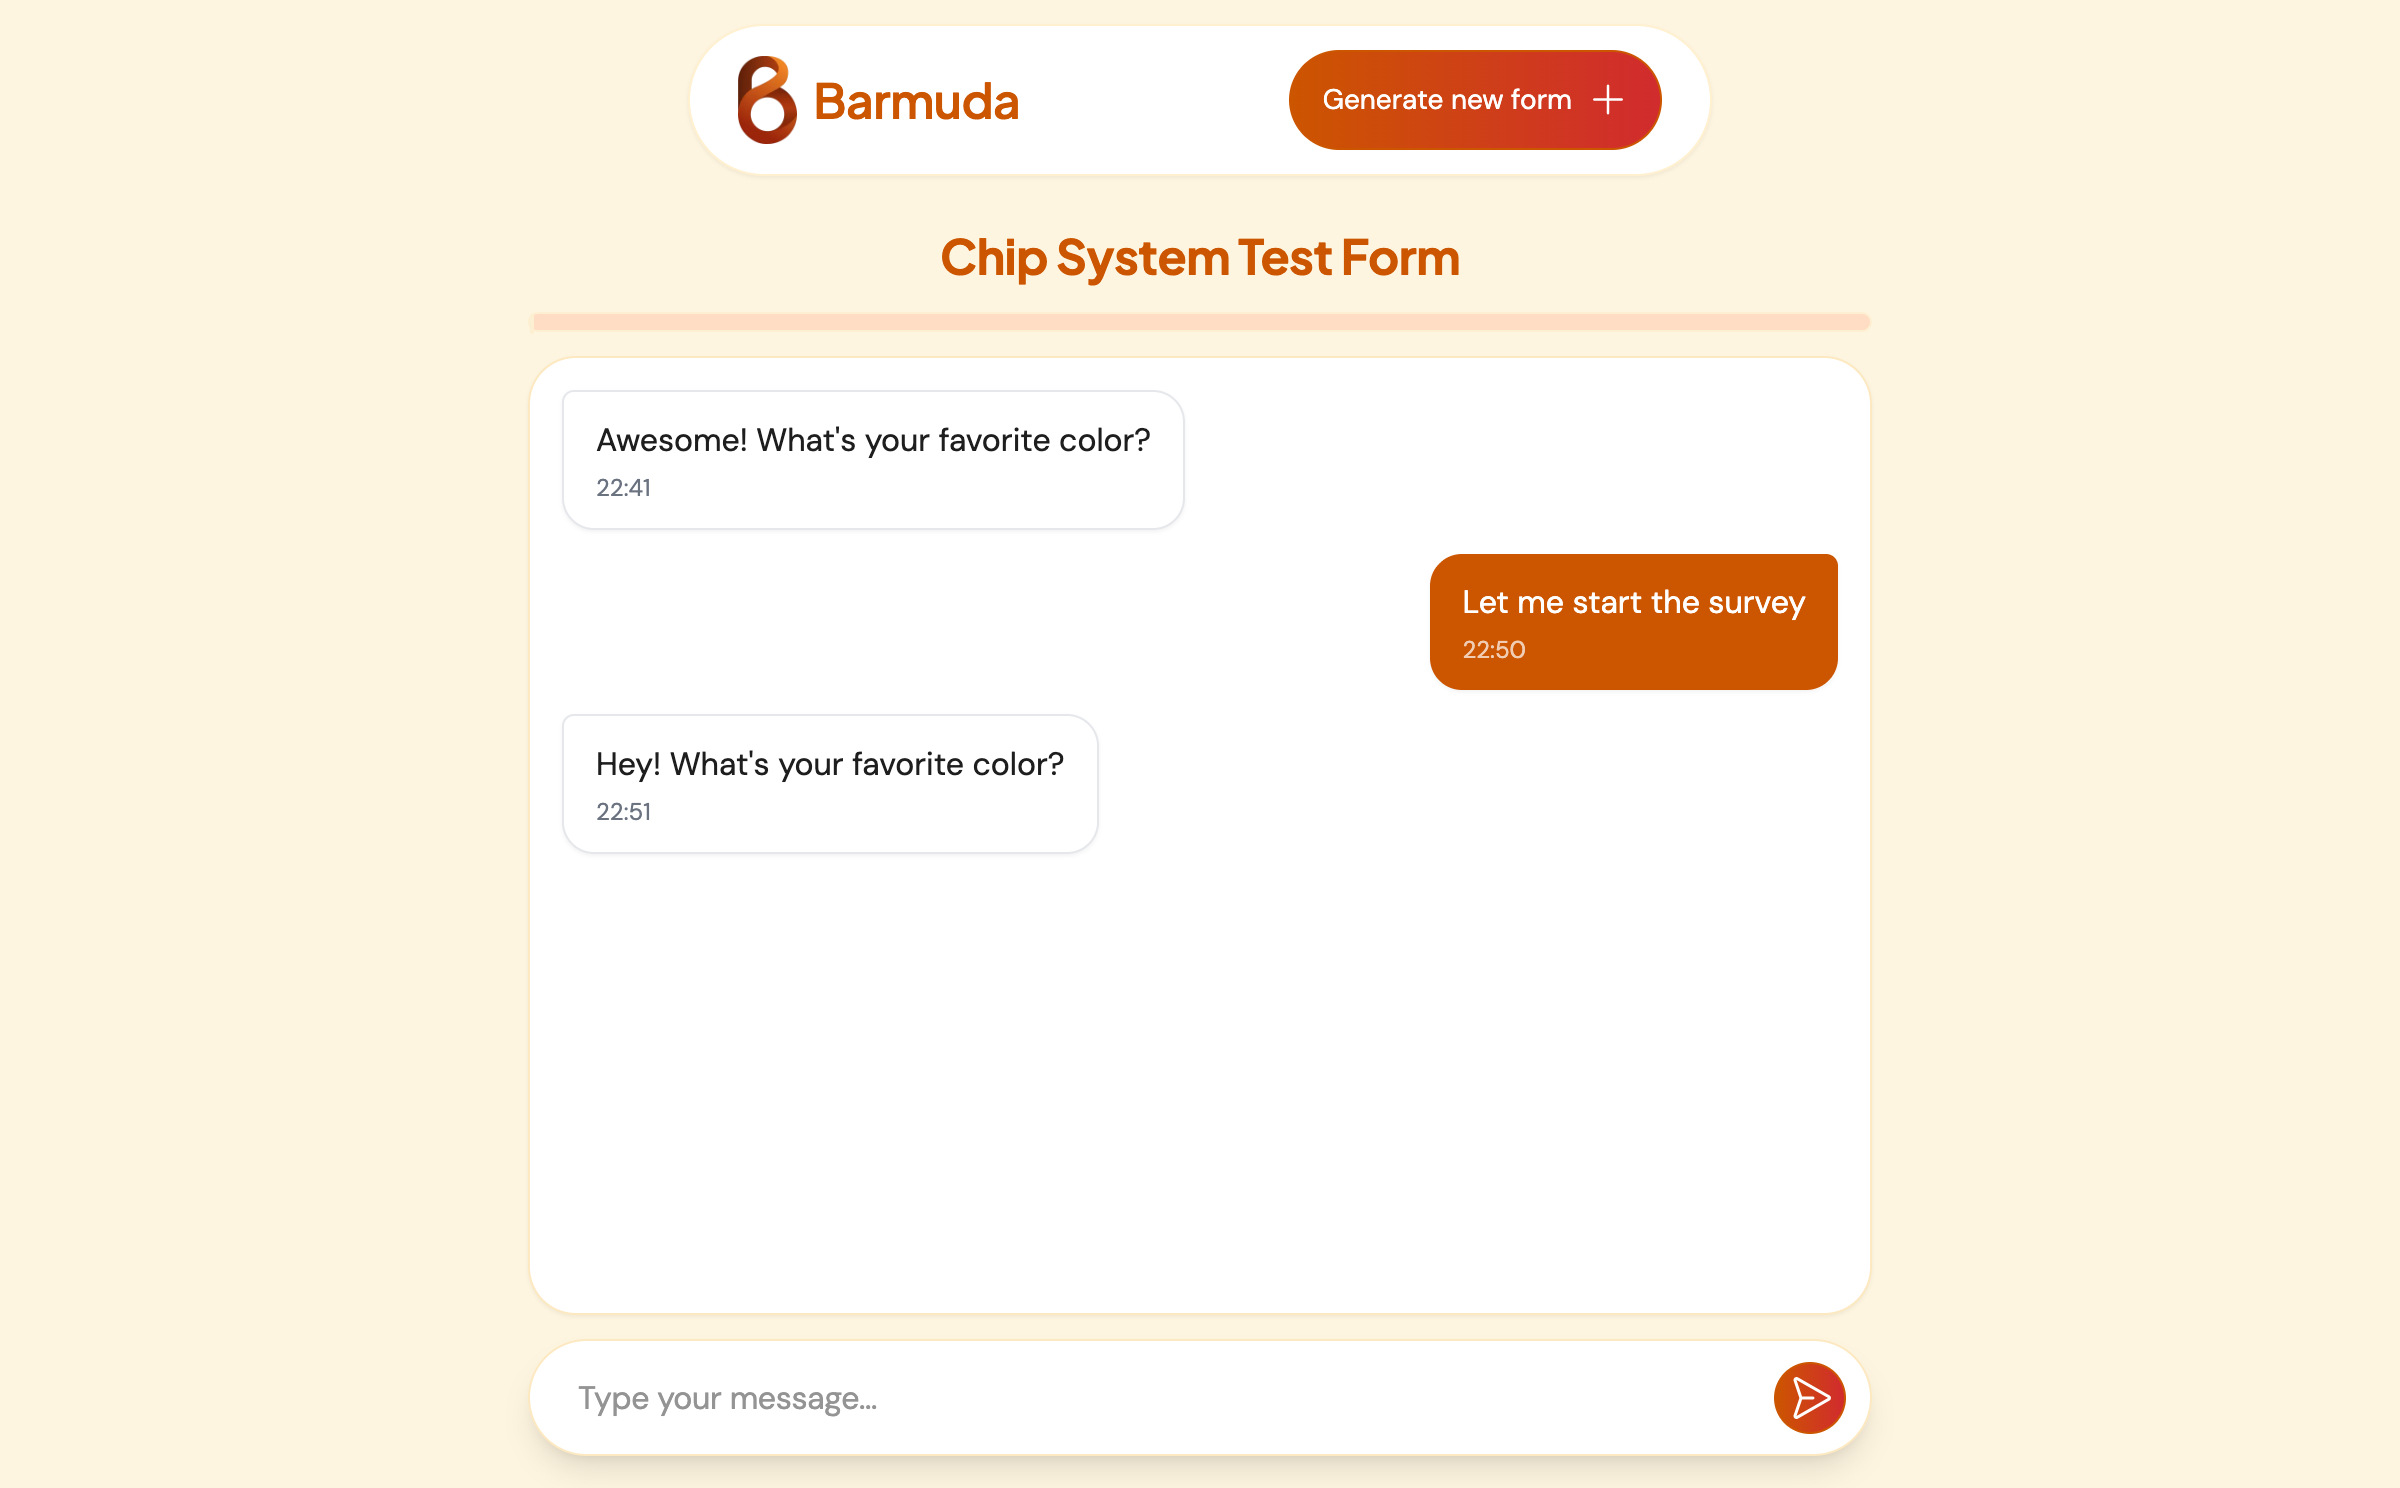 Barmuda
Generate new form
Chip System Test Form
Awesome! What's your favorite color?
22:41
Let me start the survey
22:50
Hey! What's your favorite color?
22:51
Type your message...